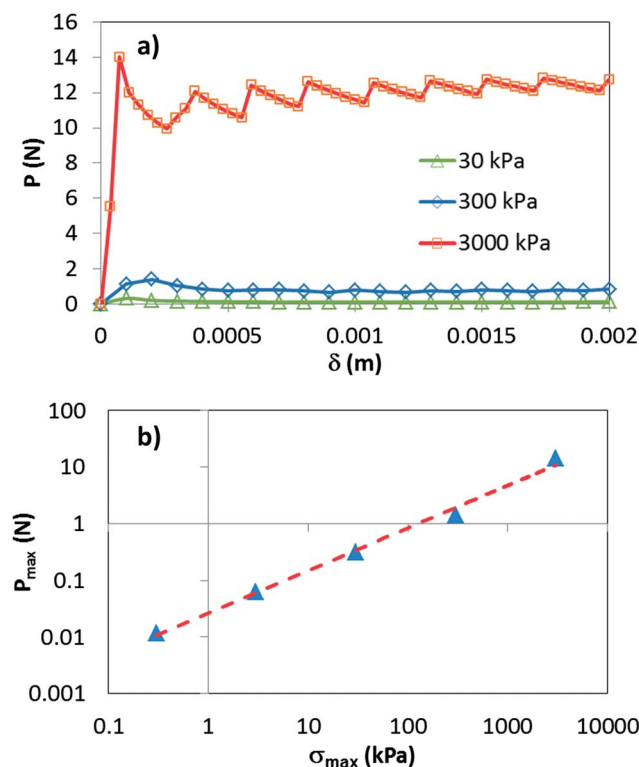 a)
16
14
12
10
8
6
4
2
0
P (N)
30 kPa
300 kPa
3000 kPa
0 0.0005 0.001 0.0015 0.002
δ (m)
b)
100
10
1
0.1
0.01
0.001
Pmax (N)
0.1 1 10 100 1000 10000
σmax (kPa)